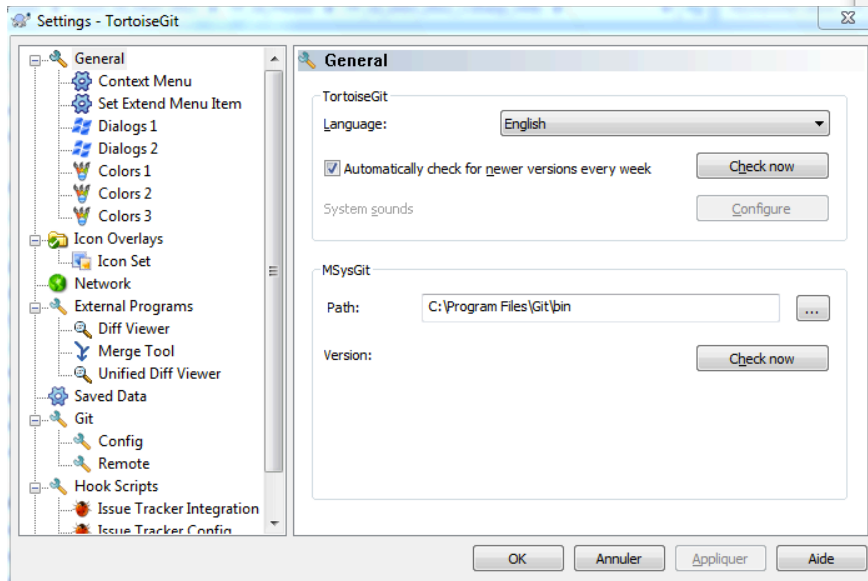 Settings - TortoiseGit
General
Context Menu
Set Extend Menu Item
Dialogs 1
Dialogs 2
Colors 1
Colors 2
Colors 3
Icon Overlays
Icon Set
Network
External Programs
Diff Viewer
Merge Tool
Unified Diff Viewer
Saved Data
Git
Config
Remote
Hook Scripts
Issue Tracker Integration
Issue Tracker Config
General
TortoiseGit
Language: English
Automatically check for newer versions every week Check now
System sounds Configure
MSysGit
Path: C:\Program Files\Git\bin ...
Version: Check now
OK Annuler Appliquer Aide